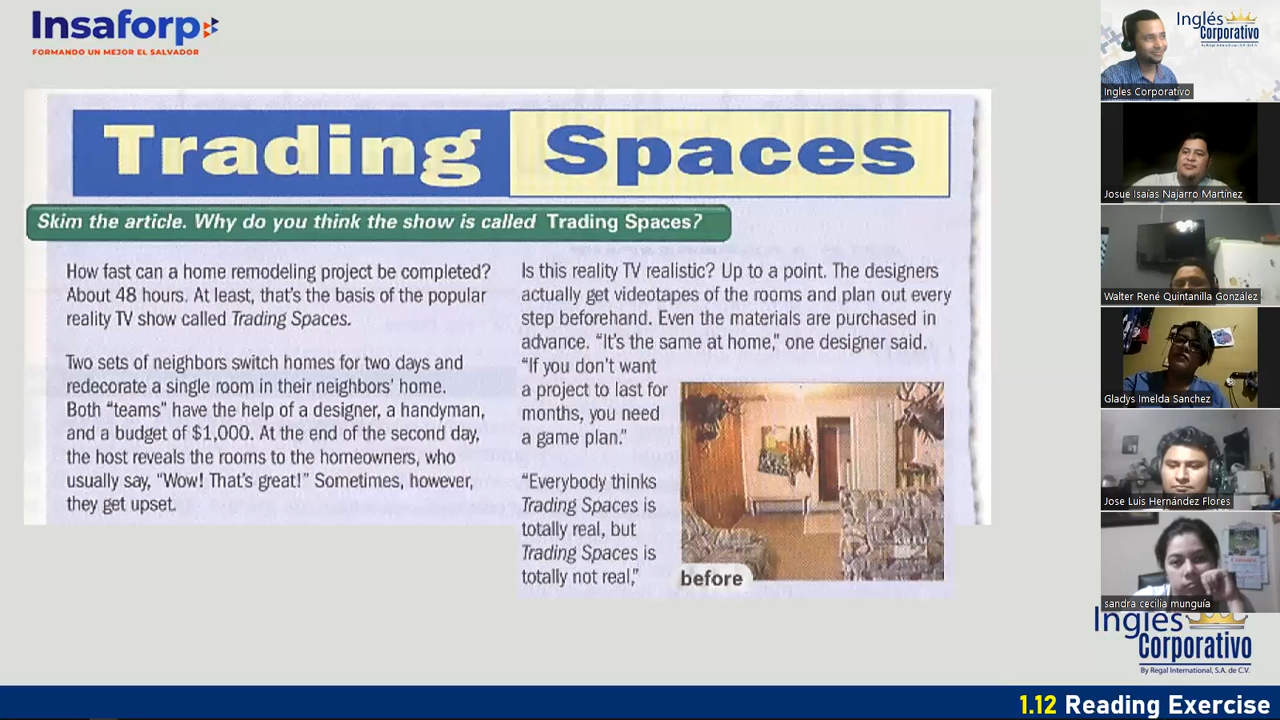 Insaforp
FORMANDO UN MEJOR EL SALVADOR
Trading Spaces
Skim the article. Why do you think the show is called Trading Spaces?
How fast can a home remodeling project be completed?
About 48 hours. At least, that's the basis of the popular
reality TV show called Trading Spaces.
Two sets of neighbors switch homes for two days and
redecorate a single room in their neighbors' home.
Both “teams” have the help of a designer, a handyman,
and a budget of $1,000. At the end of the second day,
the host reveals the rooms to the homeowners, who
usually say, “Wow! That's great!” Sometimes, however,
they get upset.
Is this reality TV realistic? Up to a point. The designers
actually get videotapes of the rooms and plan out every
step beforehand. Even the materials are purchased in
advance. “It's the same at home,” one designer said.
“If you don't want
a project to last for
months, you need
a game plan.”
“Everybody thinks
Trading Spaces is
totally real, but
Trading Spaces is
totally not real,”
before
Inglés
Corporativo
By Regal International, S.A. de C.V.
Ingles Corporativo
Josue Isaías Najarro Martínez
Walter René Quintanilla González
Gladys Imelda Sanchez
Jose Luis Hernández Flores
sandra cecilia munguía
Inglés
Corporativo
By Regal International, S.A. de C.V.
1.12 Reading Exercise